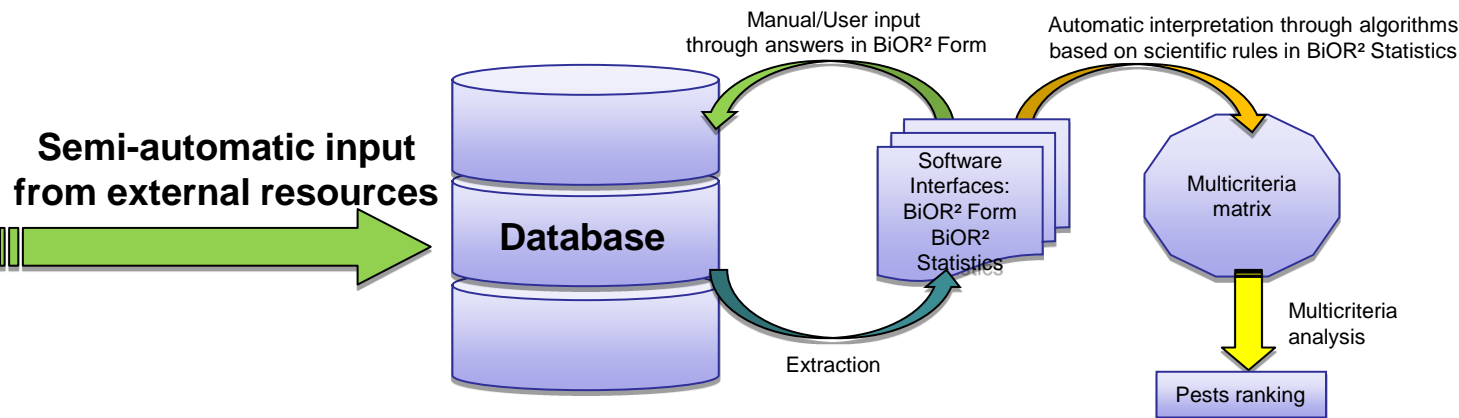 Semi-automatic input
from external resources
Database
Manual/User input
through answers in BiOR² Form
Extraction
Software
Interfaces:
BiOR² Form
BiOR²
Statistics
Automatic interpretation through algorithms
based on scientific rules in BiOR² Statistics
Multicriteria
matrix
Multicriteria
analysis
Pests ranking